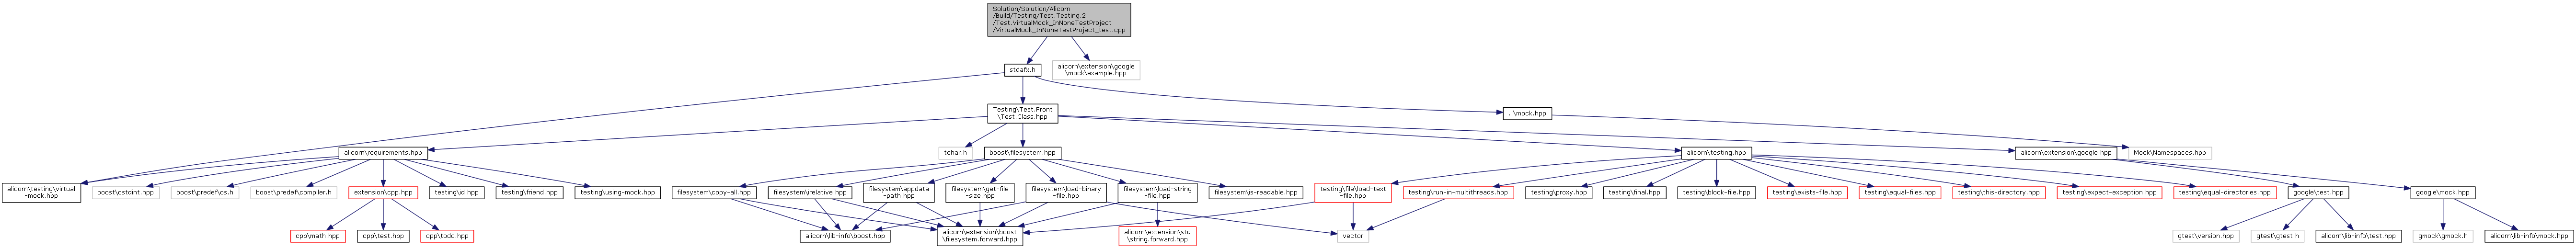 Solution/Solution/Alicorn
/Build/Testing/Test.Testing.2
/Test.VirtualMock_InNoneTestProject
/VirtualMock_InNoneTestProject_test.cpp
stdafx.h
alicorn\extension\google
\mock\example.hpp
Testing\Test.Front
\Test.Class.hpp
..\mock.hpp
alicorn\requirements.hpp
tchar.h
boost\filesystem.hpp
alicorn\testing.hpp
alicorn\extension\google.hpp
Mock\Namespaces.hpp
alicorn\testing\virtual
-mock.hpp
boost\cstdint.hpp
boost\predef\os.h
boost\predef\compiler.h
extension\cpp.hpp
testing\d.hpp
testing\friend.hpp
testing\using-mock.hpp
filesystem\copy-all.hpp
filesystem\relative.hpp
filesystem\appdata
-path.hpp
filesystem\get-file
-size.hpp
filesystem\load-binary
-file.hpp
filesystem\load-string
-file.hpp
filesystem\is-readable.hpp
testing\file\load-text
-file.hpp
testing\run-in-multithreads.hpp
testing\proxy.hpp
testing\final.hpp
testing\block-file.hpp
testing\exists-file.hpp
testing\equal-files.hpp
testing\this-directory.hpp
testing\expect-exception.hpp
testing\equal-directories.hpp
google\test.hpp
google\mock.hpp
cpp\math.hpp
cpp\test.hpp
cpp\todo.hpp
alicorn\lib-info\boost.hpp
alicorn\extension\boost
\filesystem.forward.hpp
alicorn\extension\std
\string.forward.hpp
vector
gtest\version.hpp
gtest\gtest.h
alicorn\lib-info\test.hpp
gmock\gmock.h
alicorn\lib-info\mock.hpp